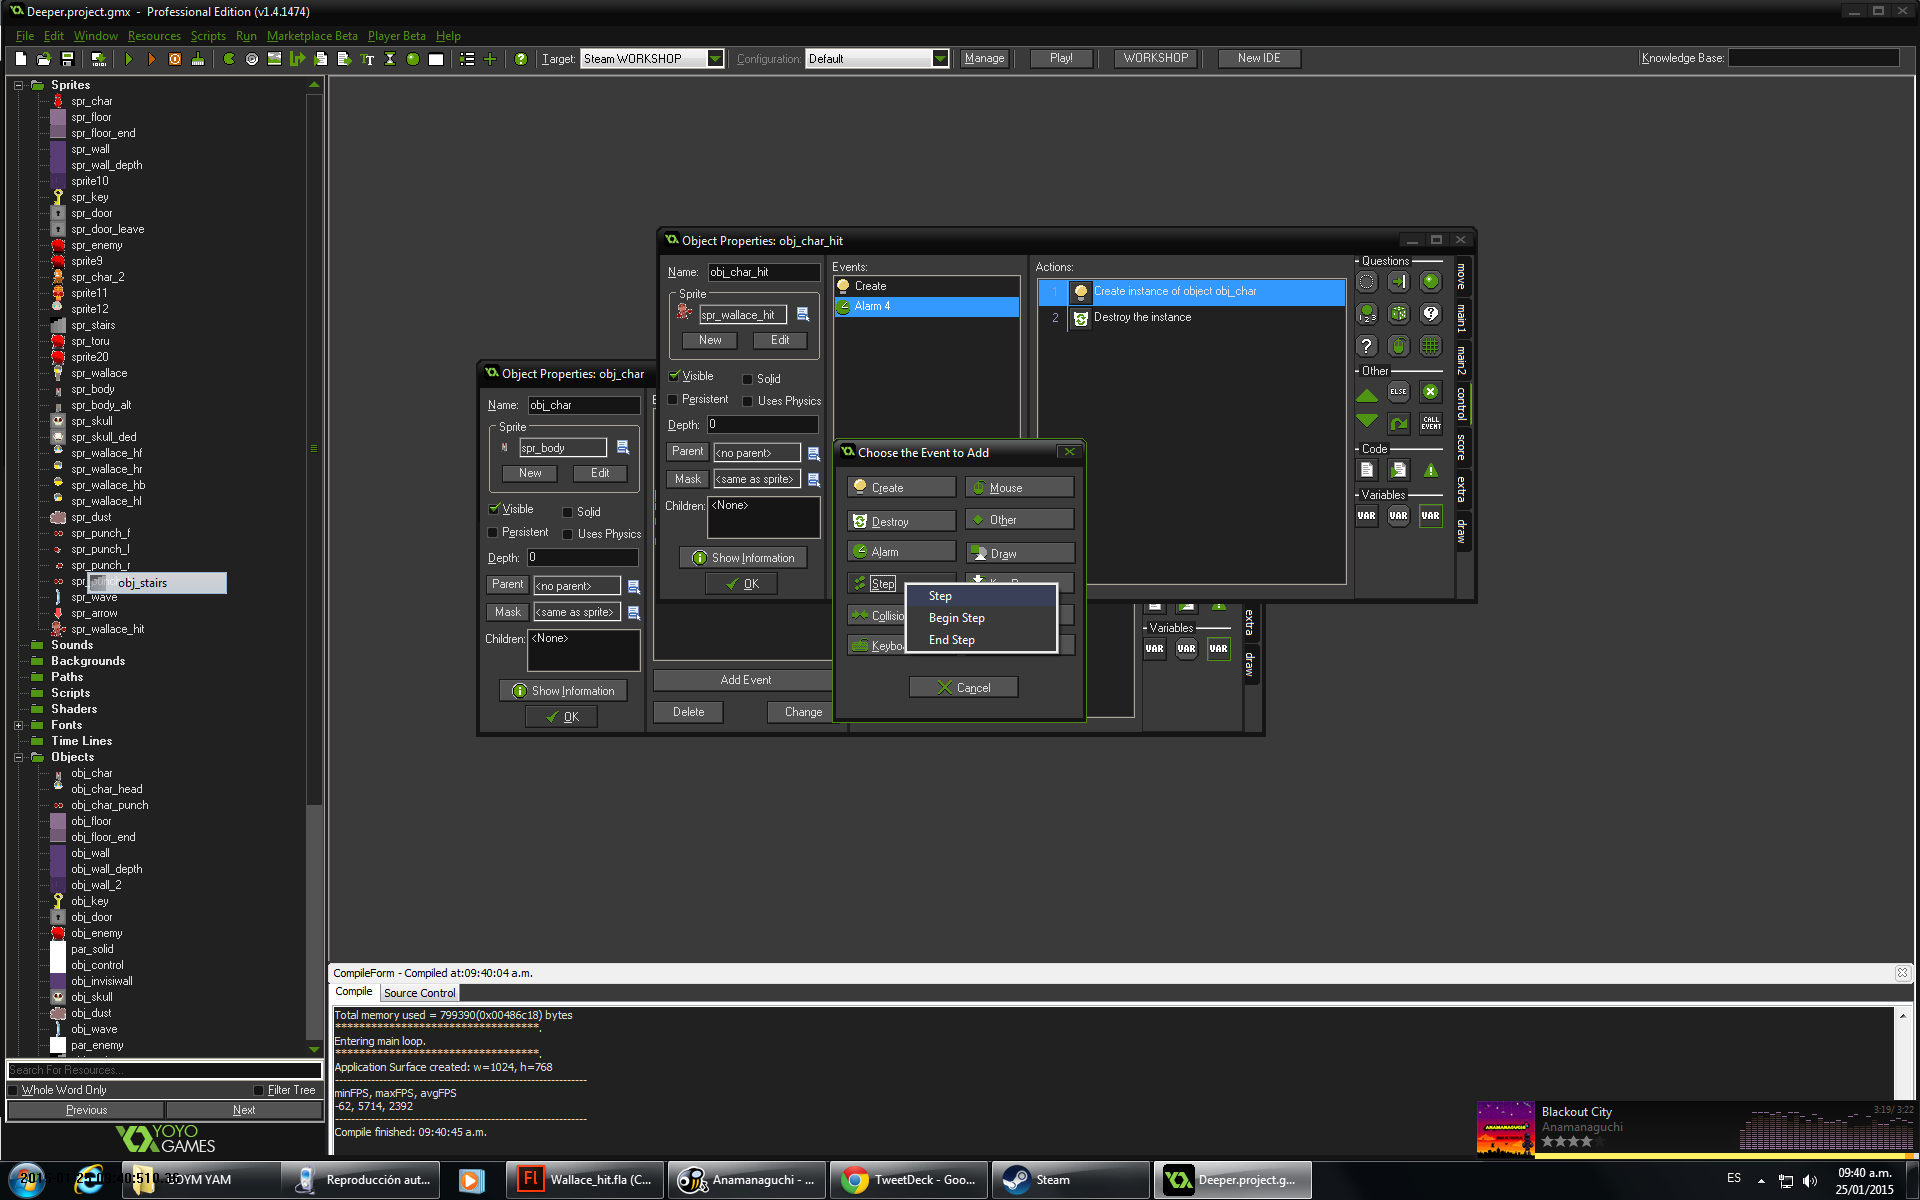 Deeper.project.gmx - Professional Edition (v1.4.1474)
File Edit Window Resources Scripts Run Marketplace Beta Player Beta Help
Target: Steam WORKSHOP Configuration: Default Manage Play! WORKSHOP New IDE Knowledge Base:
Sprites
spr_char
spr_floor
spr_floor_end
spr_wall
spr_wall_depth
sprite10
spr_key
spr_door
spr_door_leave
spr_enemy
sprite9
spr_char_2
sprite11
sprite12
spr_stairs
spr_toru
sprite20
spr_wallace
spr_body
spr_body_alt
spr_skull
spr_skull_ded
spr_wallace_hf
spr_wallace_hr
spr_wallace_hb
spr_wallace_hl
spr_dust
spr_punch_f
spr_punch_l
spr_punch_r
obj_stairs
spr_wave
spr_arrow
spr_wallace_hit
Sounds
Backgrounds
Paths
Scripts
Shaders
Fonts
Time Lines
Objects
obj_char
obj_char_head
obj_char_punch
obj_floor
obj_floor_end
obj_wall
obj_wall_depth
obj_wall_2
obj_key
obj_door
obj_enemy
par_solid
obj_control
obj_invisiwall
obj_skull
obj_dust
obj_wave
par_enemy
Search For Resources...
Whole Word Only Filter Tree
Previous Next
YOYO
GAMES
Object Properties: obj_char_hit
Name: obj_char_hit
Sprite
spr_wallace_hit
New Edit
Visible Solid
Persistent Uses Physics
Depth: 0
Parent <no parent>
Mask <same as sprite>
Children: <None>
Show Information
OK
Events:
Create
Alarm 4
Actions:
1 Create instance of object obj_char
2 Destroy the instance
Questions
Other
ELSE
CALL EVENT
Code
Variables
VAR VAR VAR
move
main1
main2
control
score
extra
draw
Object Properties: obj_char
Name: obj_char
Sprite
spr_body
New Edit
Visible Solid
Persistent Uses Physics
Depth: 0
Parent <no parent>
Mask <same as sprite>
Children: <None>
Show Information
OK
Add Event
Delete Change
Variables
VAR VAR VAR
extra
draw
Choose the Event to Add
Create Mouse
Destroy Other
Alarm Draw
Step
Collisio
Keybo
Step
Begin Step
End Step
Cancel
CompileForm - Compiled at:09:40:04 a.m.
Compile Source Control
Total memory used = 799390(0x00486c18) bytes
**********************************.
Entering main loop.
**********************************.
Application Surface created: w=1024, h=768
minFPS, maxFPS, avgFPS
-62, 5714, 2392
Compile finished: 09:40:45 a.m.
Blackout City
Anamanaguchi
3:19/ 3:22
ANAMANAGUCHI
YM YAM
Reproducción aut...
Wallace_hit.fla (C...
Anamanaguchi - ...
TweetDeck - Goo...
Steam
Deeper.project.g...
ES
09:40 a.m.
25/01/2015